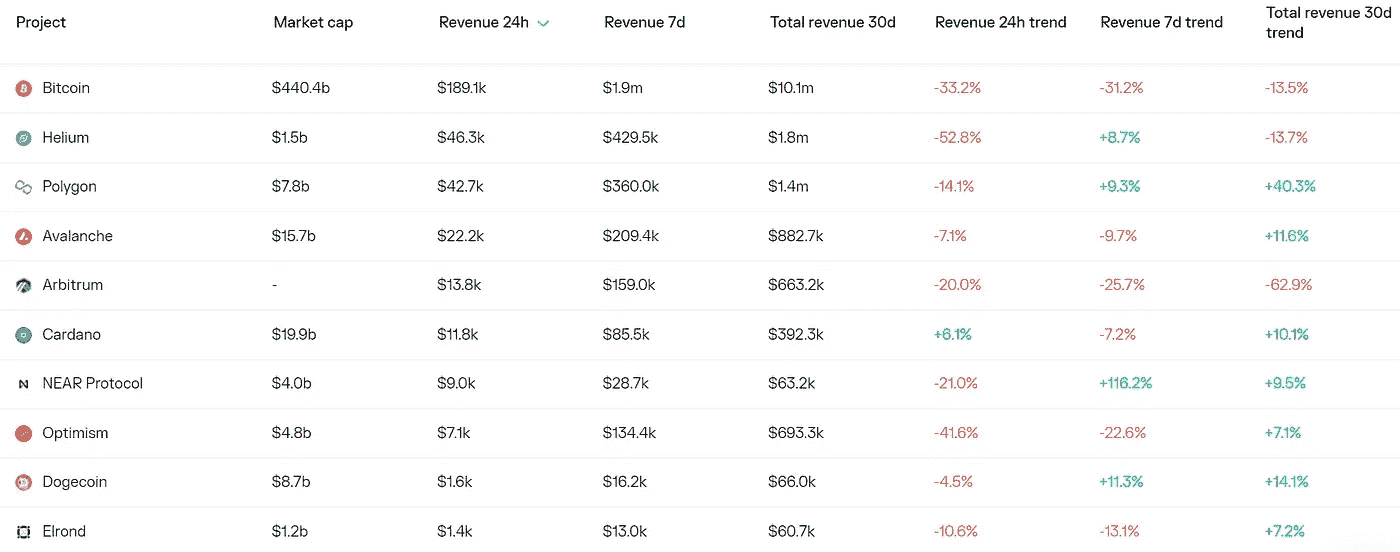 Project Market cap Revenue 24h Revenue 7d Total revenue 30d Revenue 24h trend Revenue 7d trend Total revenue 30d trend
Bitcoin $440.4b $189.1k $1.9m $10.1m -33.2% -31.2% -13.5%
Helium $1.5b $46.3k $429.5k $1.8m -52.8% +8.7% -13.7%
Polygon $7.8b $42.7k $360.0k $1.4m -14.1% +9.3% +40.3%
Avalanche $15.7b $22.2k $209.4k $882.7k -7.1% -9.7% +11.6%
Arbitrum - $13.8k $159.0k $663.2k -20.0% -25.7% -62.9%
Cardano $19.9b $11.8k $85.5k $392.3k +6.1% -7.2% +10.1%
NEAR Protocol $4.0b $9.0k $28.7k $63.2k -21.0% +116.2% +9.5%
Optimism $4.8b $7.1k $134.4k $693.3k -41.6% -22.6% +7.1%
Dogecoin $8.7b $1.6k $16.2k $66.0k -4.5% +11.3% +14.1%
Elrond $1.2b $1.4k $13.0k $60.7k -10.6% -13.1% +7.2%